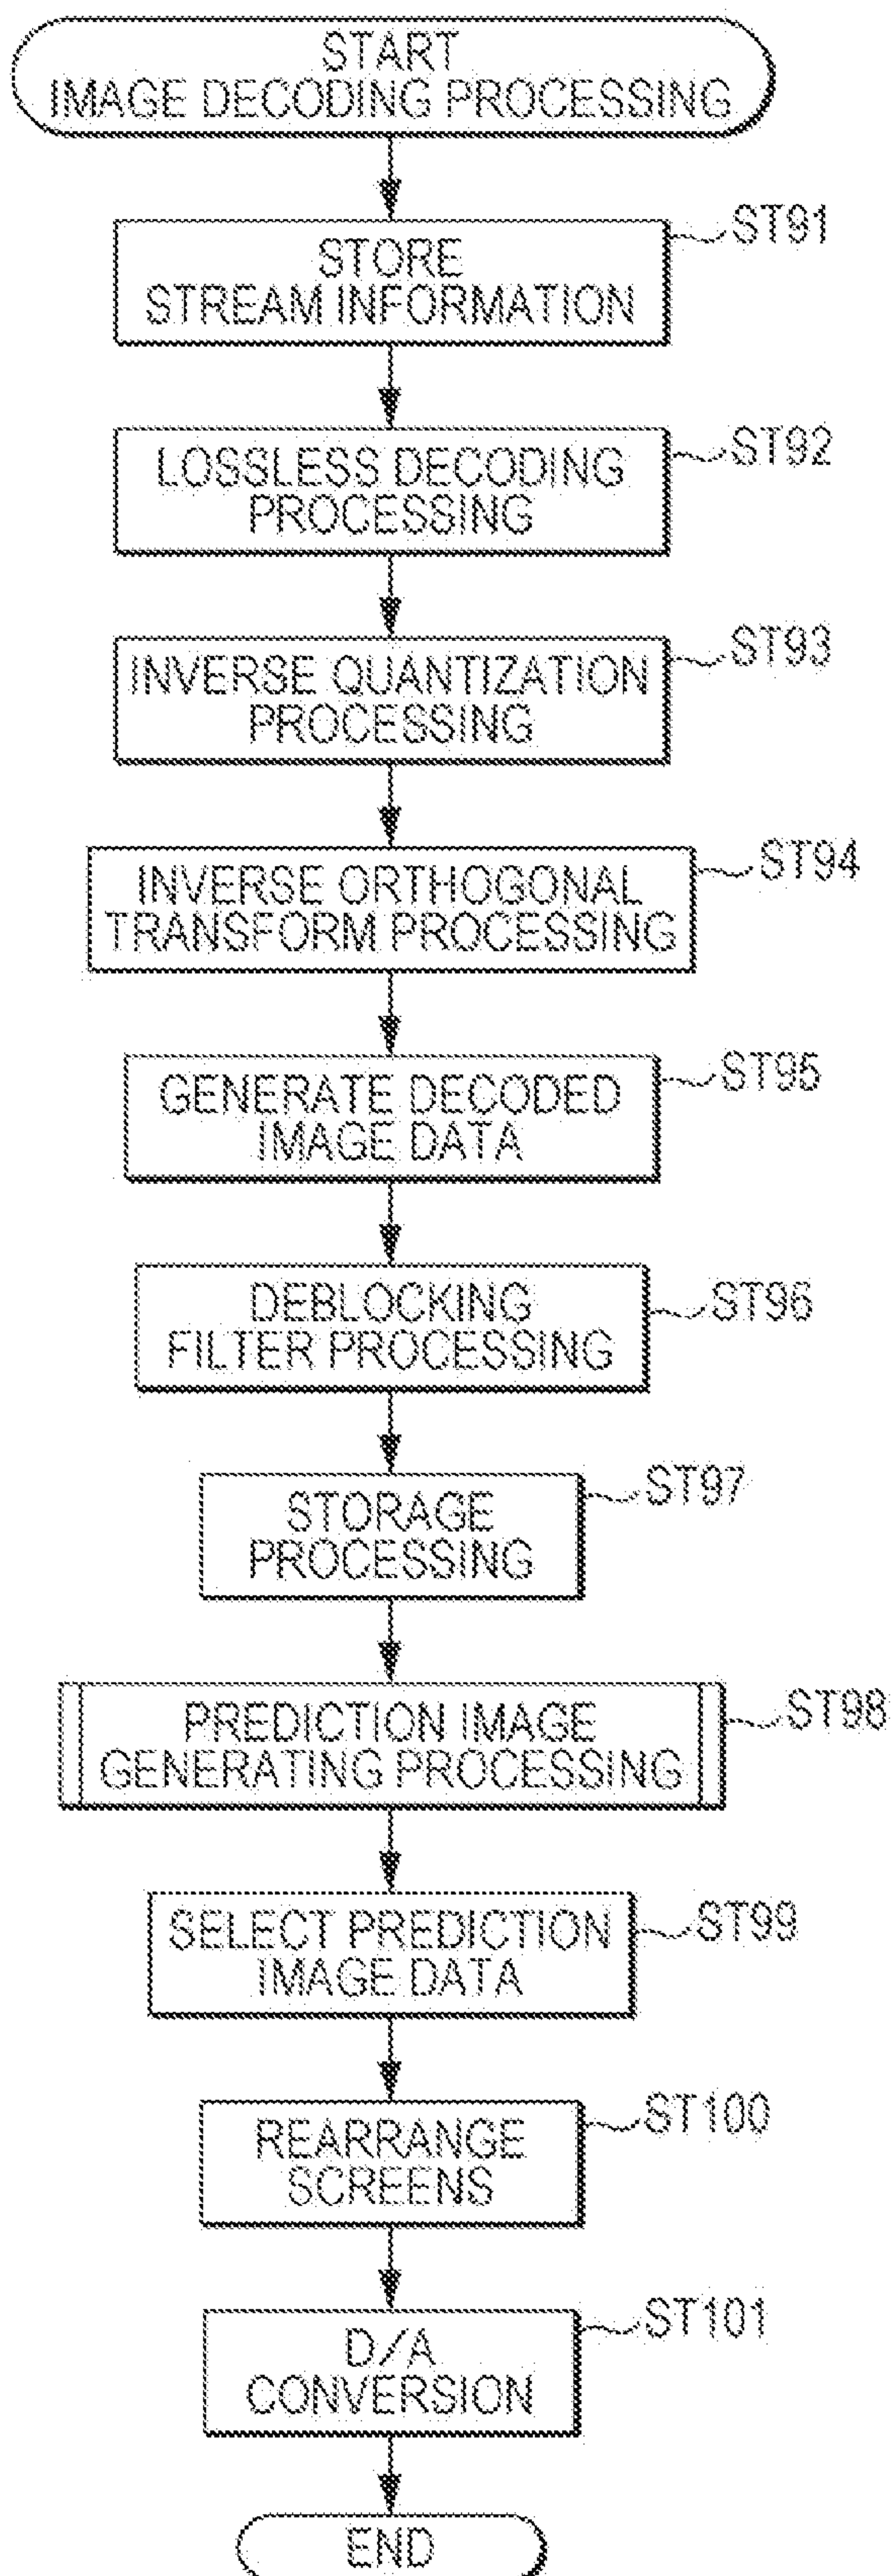 START
IMAGE DECODING PROCESSING
ST91
STORE
STREAM INFORMATION
ST92
LOSSLESS DECODING
PROCESSING
ST93
INVERSE QUANTIZATION
PROCESSING
ST94
INVERSE ORTHOGONAL
TRANSFORM PROCESSING
ST95
GENERATE DECODED
IMAGE DATA
ST96
DEBLOCKING
FILTER PROCESSING
ST97
STORAGE
PROCESSING
ST98
PREDICTION IMAGE
GENERATING PROCESSING
ST99
SELECT PREDICTION
IMAGE DATA
ST100
REARRANGE
SCREENS
ST101
D/A
CONVERSION
END